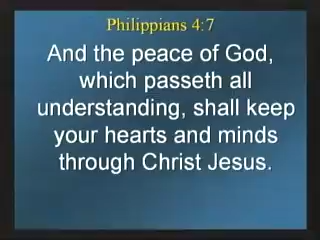 Philippians 4:7
And the peace of God,
which passeth all
understanding, shall keep
your hearts and minds
through Christ Jesus.